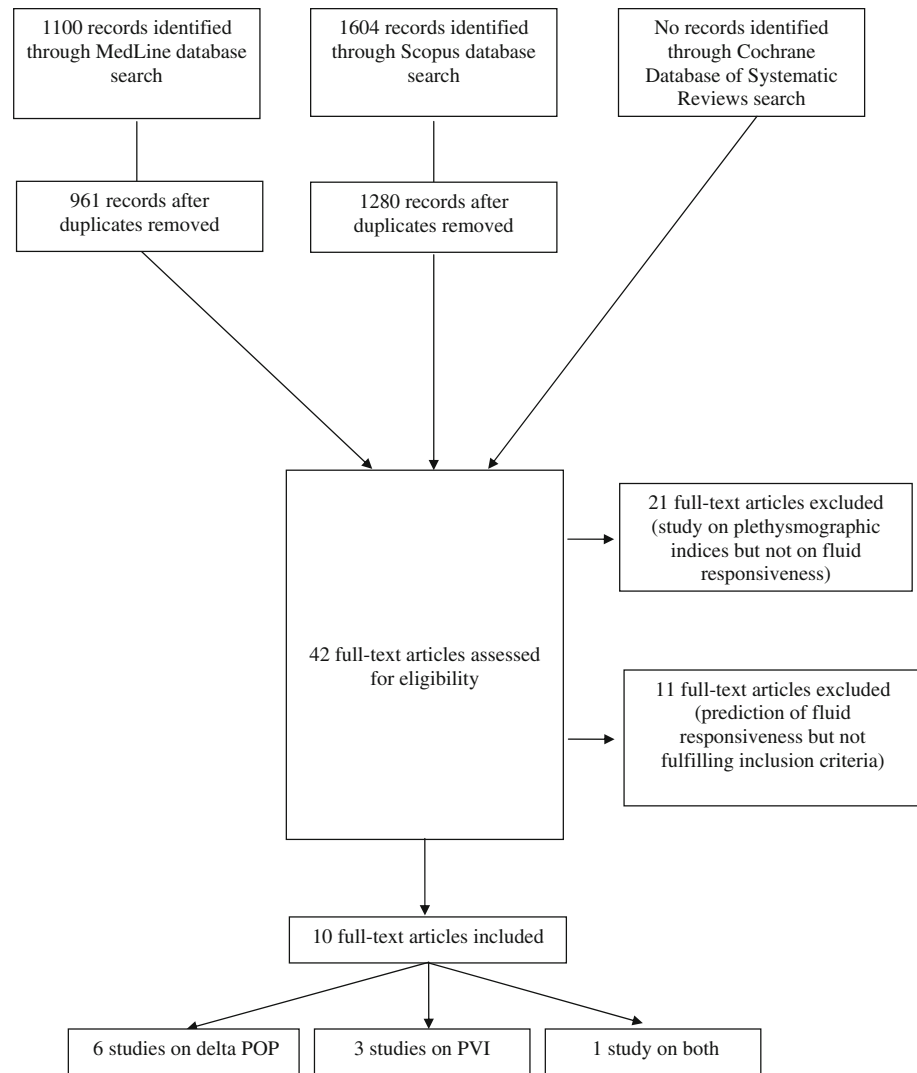 1100 records identified
through MedLine database
search
1604 records identified
through Scopus database
search
No records identified
through Cochrane
Database of Systematic
Reviews search
961 records after
duplicates removed
1280 records after
duplicates removed
21 full-text articles excluded
(study on plethysmographic
indices but not on fluid
responsiveness)
42 full-text articles assessed
for eligibility
11 full-text articles excluded
(prediction of fluid
responsiveness but not
fulfilling inclusion criteria)
10 full-text articles included
6 studies on delta POP
3 studies on PVI
1 study on both